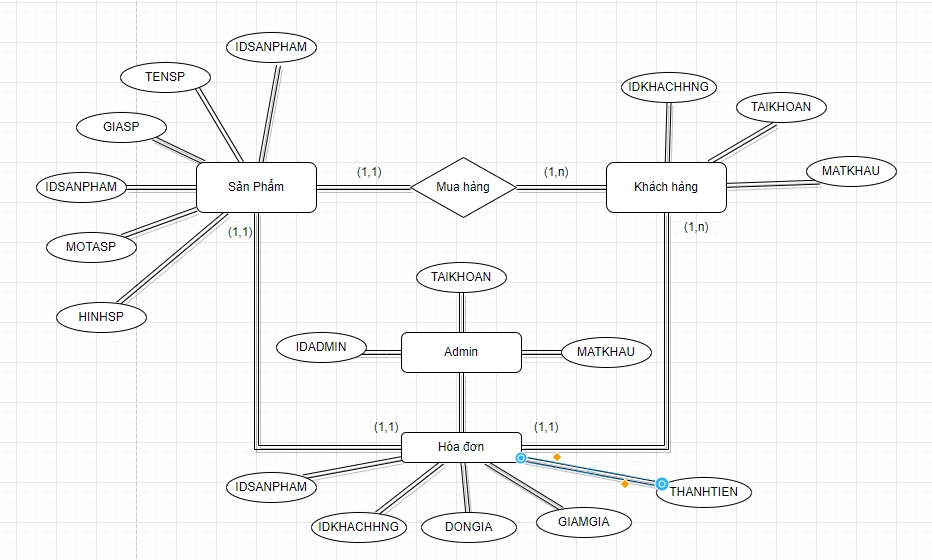 IDSANPHAM
TENSP
IDKHACHHNG
TAIKHOAN
GIASP
MATKHAU
(1,1)
(1,n)
IDSANPHAM
Sản Phẩm
Mua hàng
Khách hàng
(1,1)
(1,n)
MOTASP
TAIKHOAN
HINHSP
IDADMIN
Admin
MATKHAU
(1,1)
(1,1)
Hóa đơn
IDSANPHAM
THANHTIEN
IDKHACHHNG
DONGIA
GIAMGIA